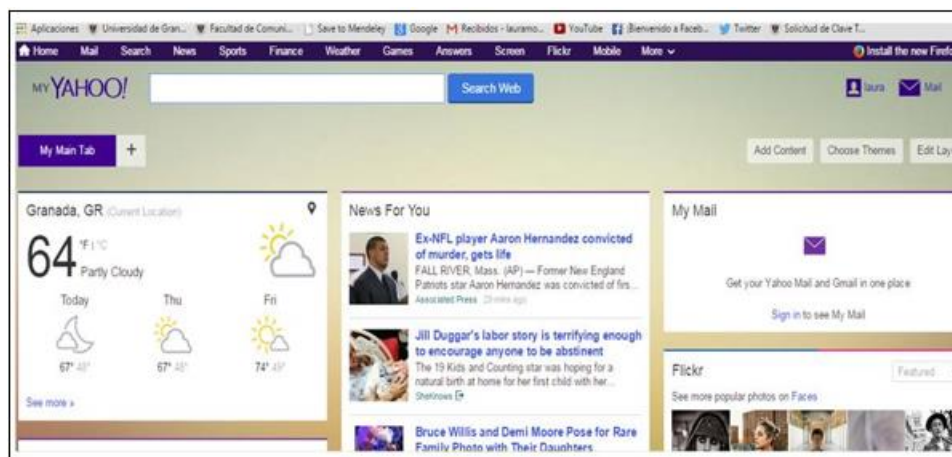 Aplicaciones Universidad de Gran... Facultad de Comuni... Save to Mendeley Google Recibidos - lauramo... YouTube Bienvenido a Faceb... Twitter Solicitud de Clave T...
Home Mail Search News Sports Finance Weather Games Answers Screen Flickr Mobile More Install the new Firef
MY YAHOO! Search Web laura Mail
My Main Tab + Add Content Choose Themes Edit Lay
Granada, GR (Current Location)
64 °F | °C
Partly Cloudy
Today Thu Fri
67° 48° 67° 48° 74° 49°
See more »
News For You
Ex-NFL player Aaron Hernandez convicted
of murder, gets life
FALL RIVER, Mass. (AP) — Former New England
Patriots star Aaron Hernandez was convicted of firs...
Associated Press 29 mins ago
Jill Duggar's labor story is terrifying enough
to encourage anyone to be abstinent
The 19 Kids and Counting star was hoping for a
natural birth at home for her first child with her...
SheKnows
Bruce Willis and Demi Moore Pose for Rare
Family Photo with Their Daughters
My Mail
Get your Yahoo Mail and Gmail in one place
Sign in to see My Mail
Flickr Featured
See more popular photos on Faces